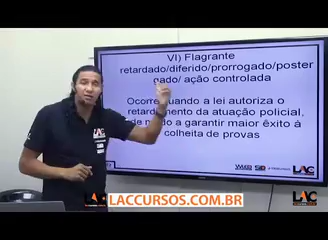 VI) Flagrante
retardado/diferido/prorrogado/poster
gado/ ação controlada
Ocorre quando a lei autoriza o
retardamento da atuação policial,
de modo a garantir maior êxito à
colheita de provas
LAC
LAC
LACCURSOS.COM.BR